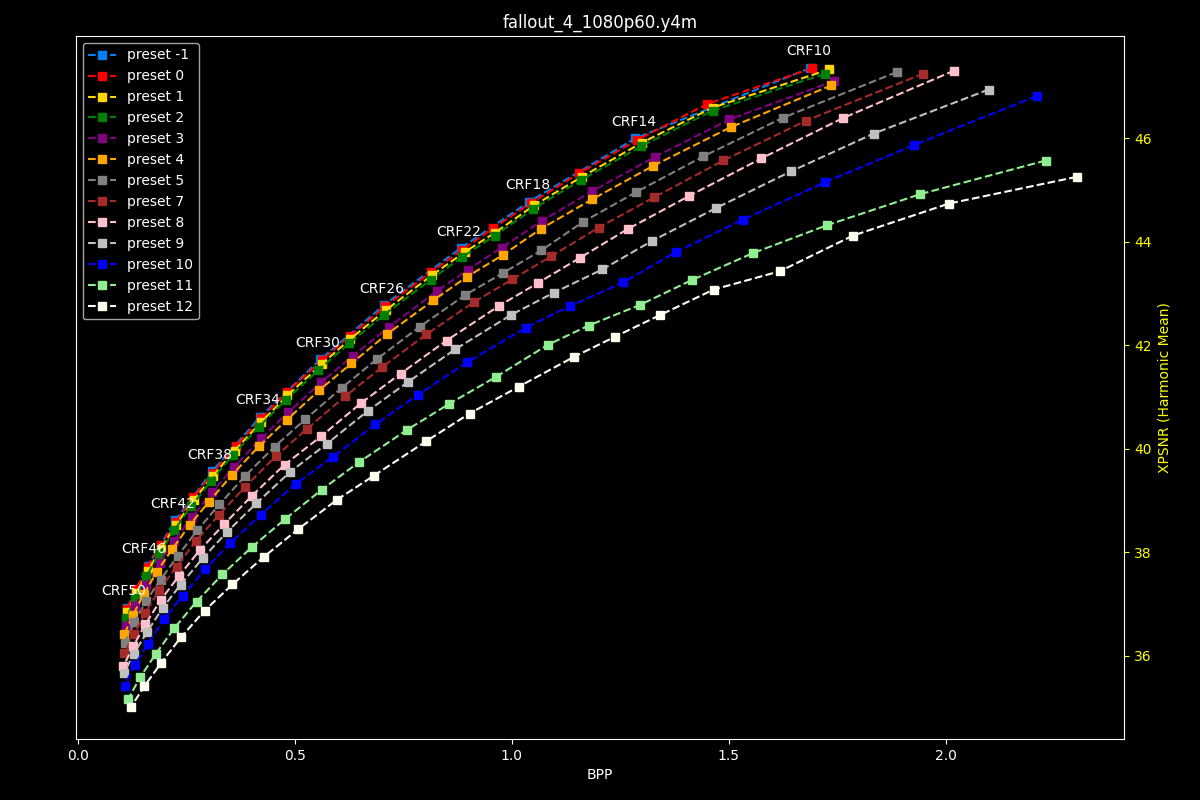 fallout_4_1080p60.y4m
preset -1
preset 0
preset 1
preset 2
preset 3
preset 4
preset 5
preset 7
preset 8
preset 9
preset 10
preset 11
preset 12
CRF10
CRF14
CRF18
CRF22
CRF26
CRF30
CRF34
CRF38
CRF42
CRF46
CRF50
46
44
42
40
38
36
XPSNR (Harmonic Mean)
0.0 0.5 1.0 1.5 2.0
BPP